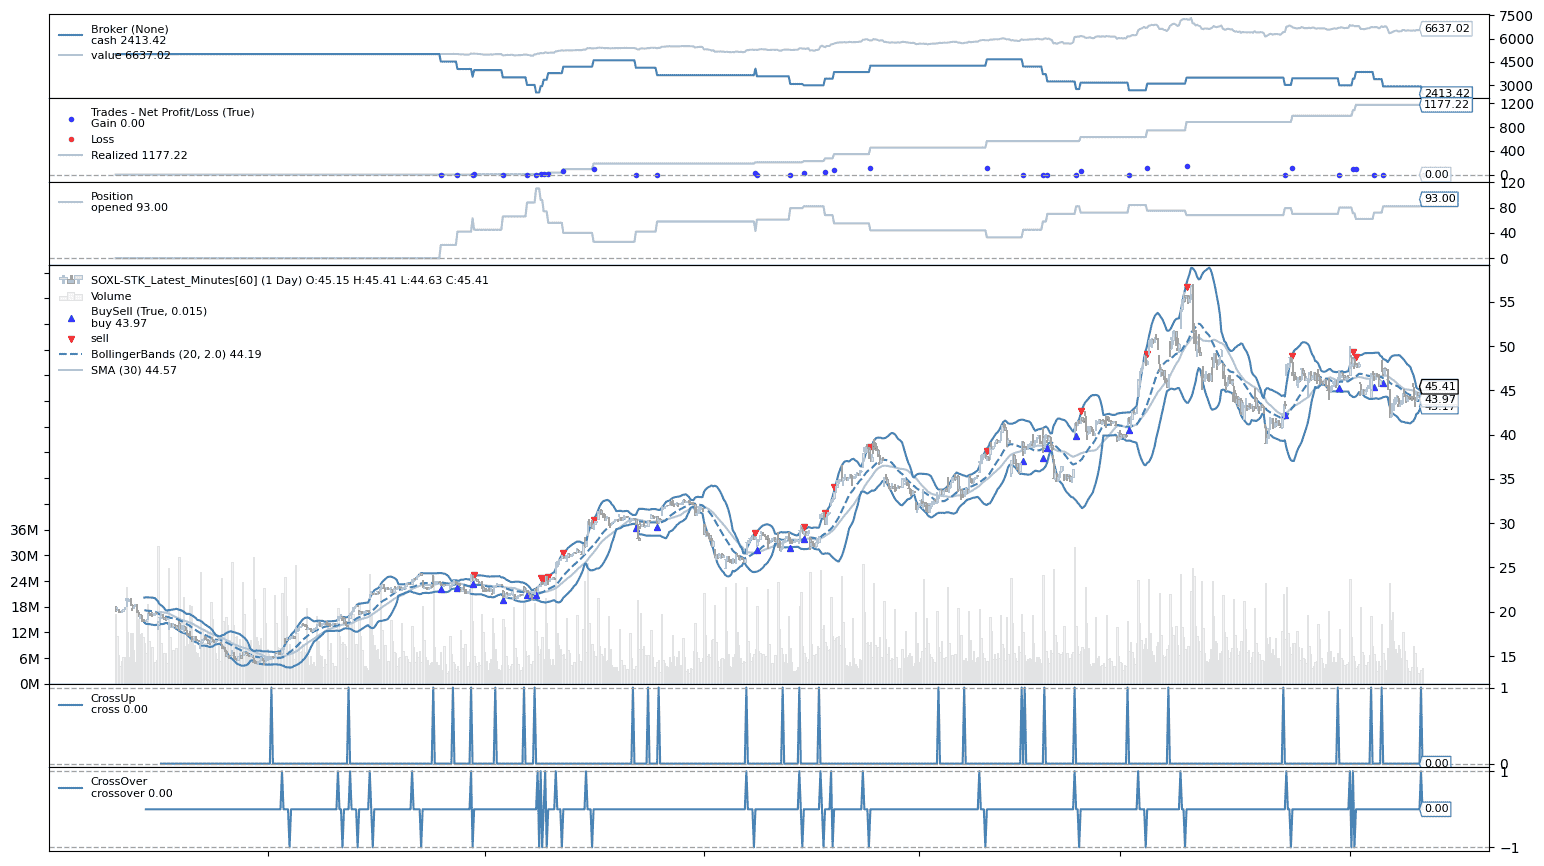 Broker (None)
cash 2413.42
value 6637.02
7500
6000
4500
3000
6637.02
2413.42
Trades - Net Profit/Loss (True)
Gain 0.00
Loss
Realized 1177.22
1200
800
400
0
1177.22
0.00
Position
opened 93.00
120
80
40
0
93.00
SOXL-STK_Latest_Minutes[60] (1 Day) O:45.15 H:45.41 L:44.63 C:45.41
Volume
BuySell (True, 0.015)
buy 43.97
sell
BollingerBands (20, 2.0) 44.19
SMA (30) 44.57
55
50
45
40
35
30
25
20
15
45.41
43.97
36M
30M
24M
18M
12M
6M
0M
CrossUp
cross 0.00
1
0
0.00
CrossOver
crossover 0.00
1
−1
0.00